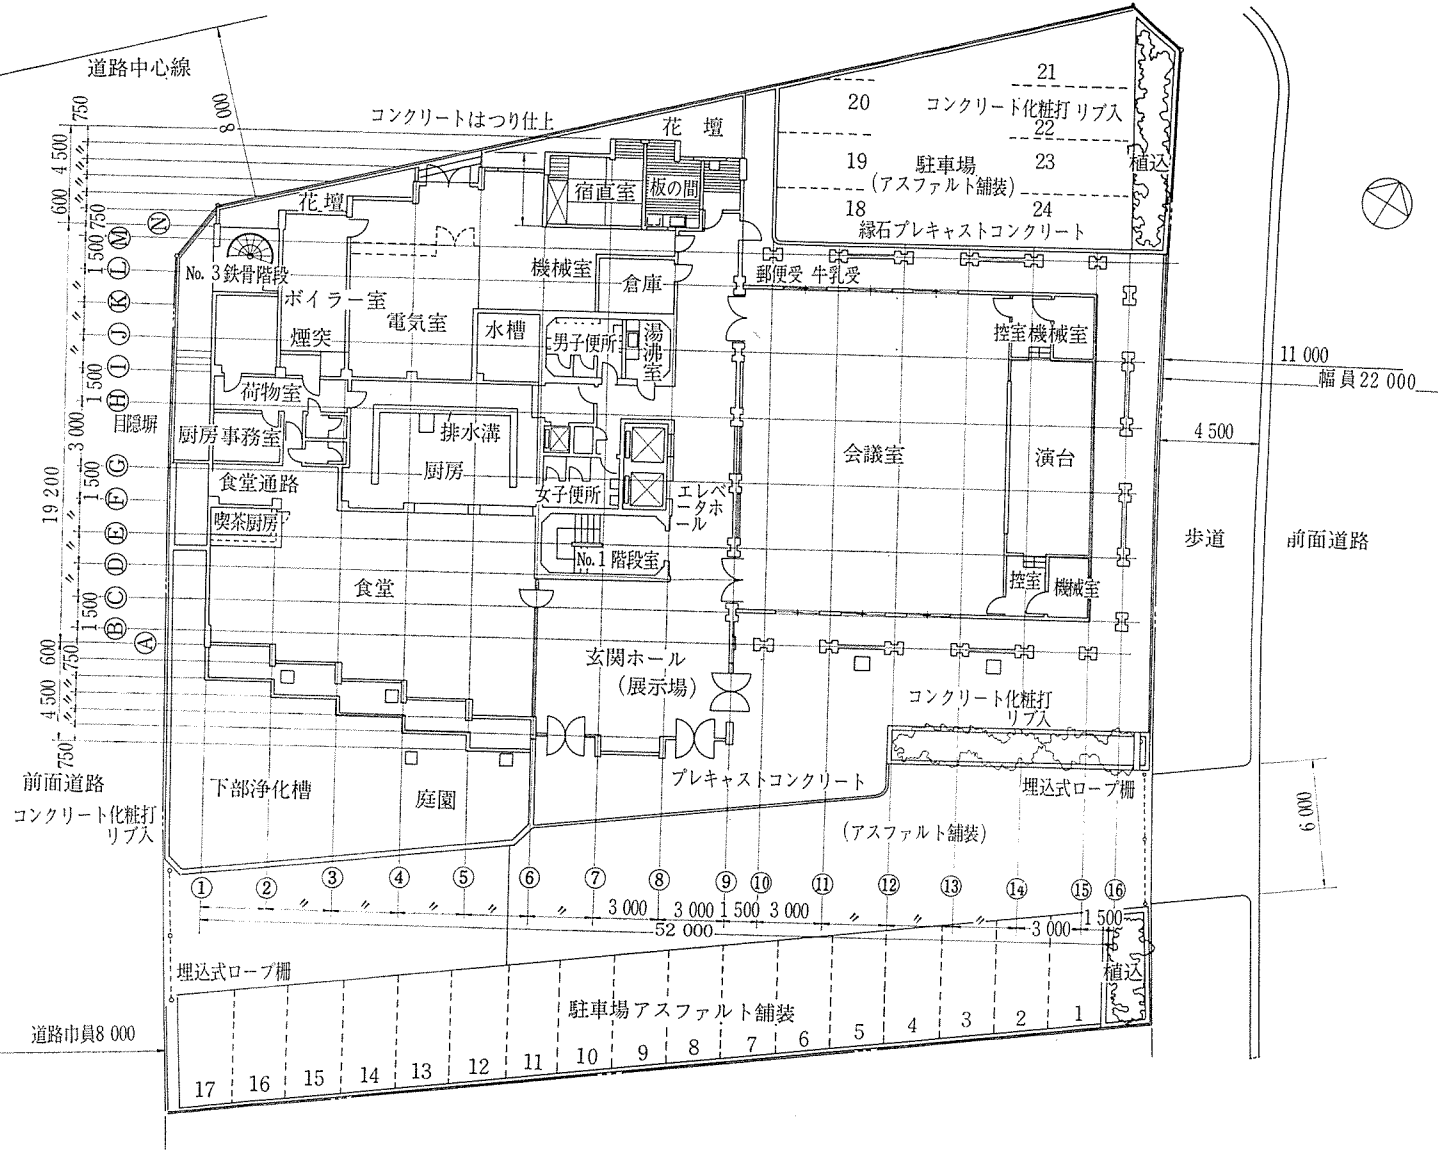 道路中心線
8 000
コンクリートはつり仕上
花壇
21
20
コンクリート化粧打 リブ入
22
19
駐車場
23
植込
(アスファルト舗装)
18
24
縁石プレキャストコンクリート
宿直室
板の間
花壇
No. 3 鉄骨階段
ボイラー室
煙突
電気室
機械室
倉庫
水槽
男子便所
湯沸室
郵便受 牛乳受
控室
機械室
11 000
幅員22 000
4 500
荷物室
目隠塀
厨房事務室
排水溝
厨房
食堂通路
喫茶厨房
女子便所
エレベ
ータホ
ール
No.1 階段室
会議室
演台
歩道
前面道路
食堂
控室
機械室
玄関ホール
(展示場)
コンクリート化粧打
リブ入
プレキャストコンクリート
埋込式ロープ柵
(アスファルト舗装)
6 000
前面道路
コンクリート化粧打
リブ入
下部浄化槽
庭園
750
4 500
〃
600
750
1 500
〃
1 500
3 000
1 500
〃
19 200
〃
1 500
600
750
4 500
〃
750
N
M
L
K
J
I
H
G
F
E
D
C
B
A
① ② ③ ④ ⑤ ⑥ ⑦ ⑧ ⑨ ⑩ ⑪ ⑫ ⑬ ⑭ ⑮ ⑯
〃 〃 〃 〃 〃 3 000 3 000 1 500 3 000 〃 〃 〃 3 000 1 500
52 000
埋込式ロープ柵
植込
駐車場アスファルト舗装
道路巾員8 000
17 16 15 14 13 12 11 10 9 8 7 6 5 4 3 2 1